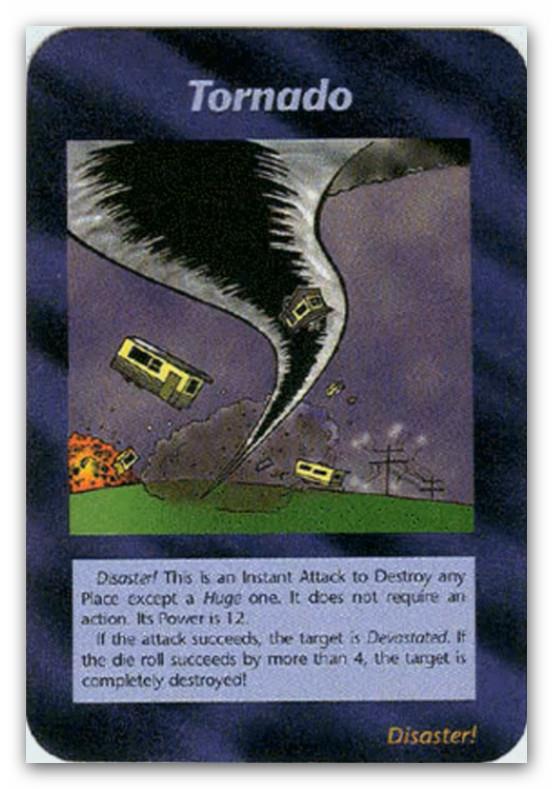 Tornado
Disaster! This is an Instant Attack to Destroy any
Place except a Huge one. It does not require an
action. Its Power is 12.
If the attack succeeds, the target is Devastated. If
the die roll succeeds by more than 4, the target is
completely destroyed!
Disaster!